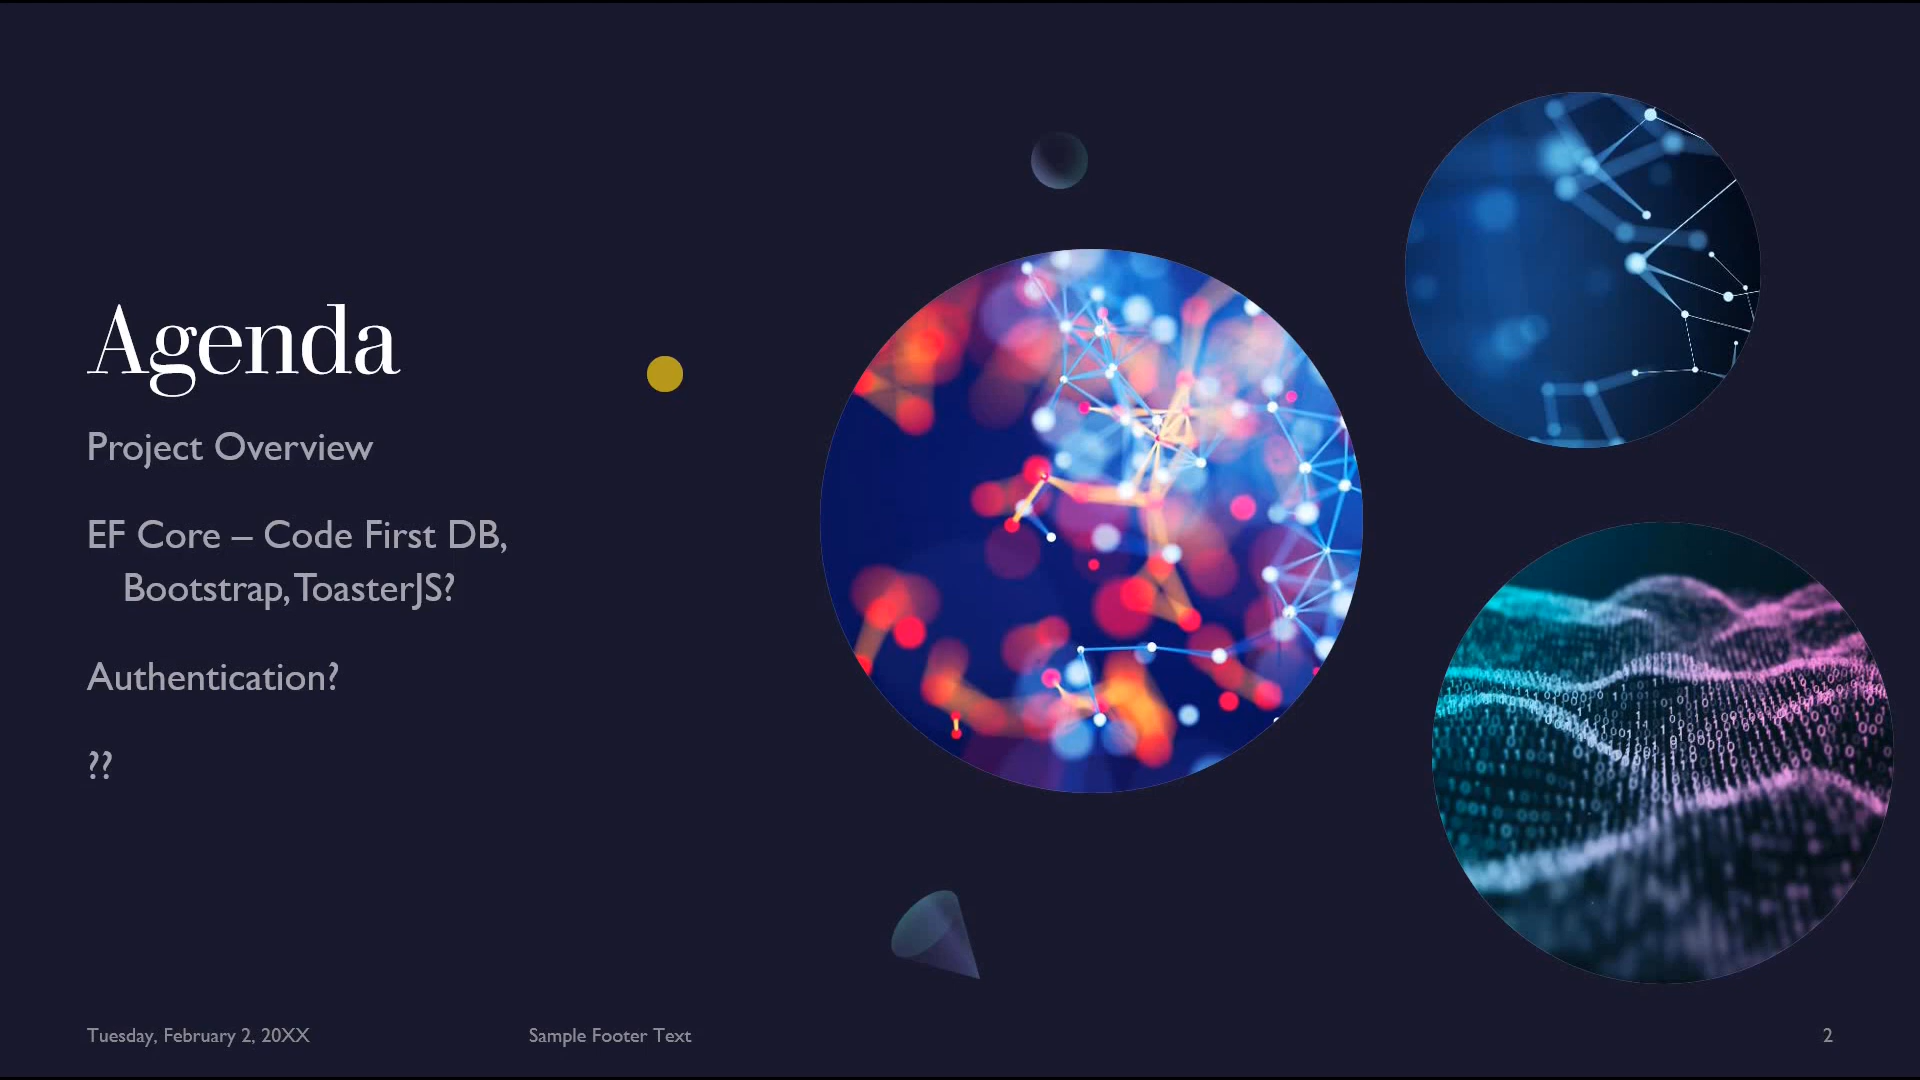 Agenda
Project Overview
EF Core – Code First DB,
Bootstrap, ToasterJS?
Authentication?
??
Tuesday, February 2, 20XX
Sample Footer Text
2